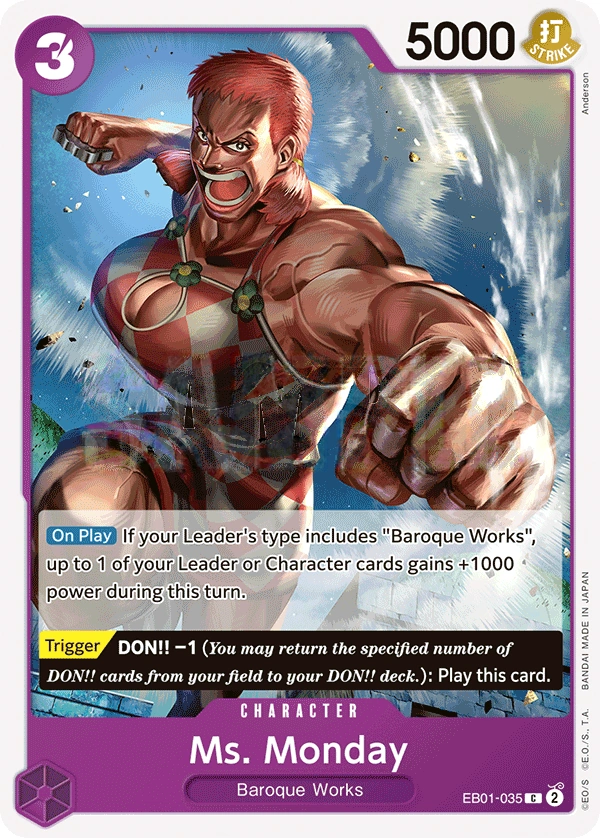 3
5000
打
STRIKE
Anderson
On Play If your Leader's type includes "Baroque Works",
up to 1 of your Leader or Character cards gains +1000
power during this turn.
Trigger DON!! −1 (You may return the specified number of
DON!! cards from your field to your DON!! deck.): Play this card.
CHARACTER
Ms. Monday
Baroque Works
EB01-035 C 2
©E.O/S ©E.O./S., T.A. BANDAI MADE IN JAPAN